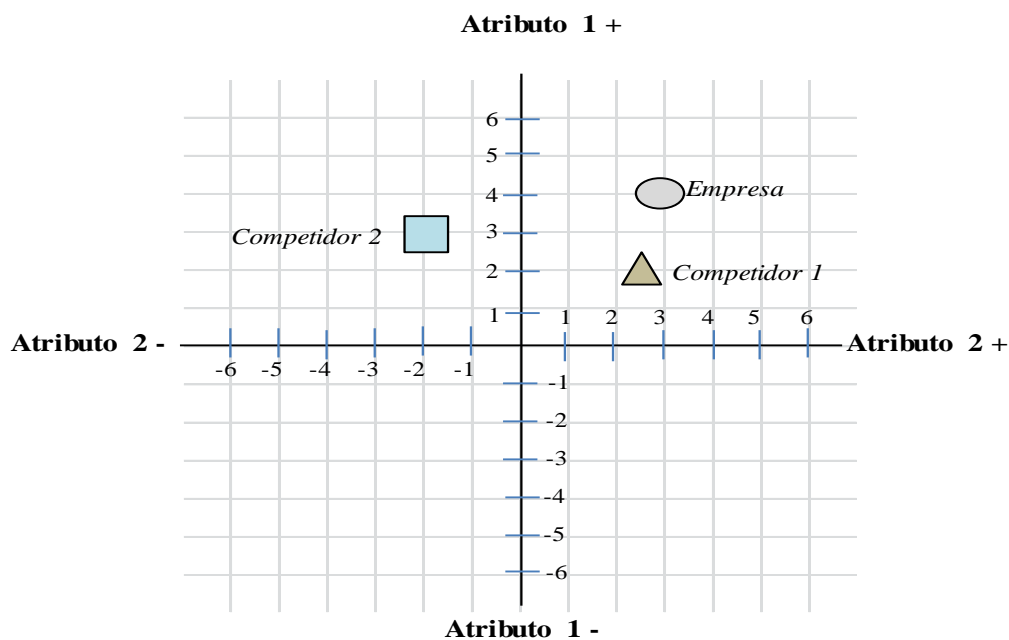 Atributo 1 +
6
5
4 Empresa
Competidor 2 3
2 Competidor 1
1 1 2 3 4 5 6
Atributo 2 - Atributo 2 +
-6 -5 -4 -3 -2 -1
-1
-2
-3
-4
-5
-6
Atributo 1 -